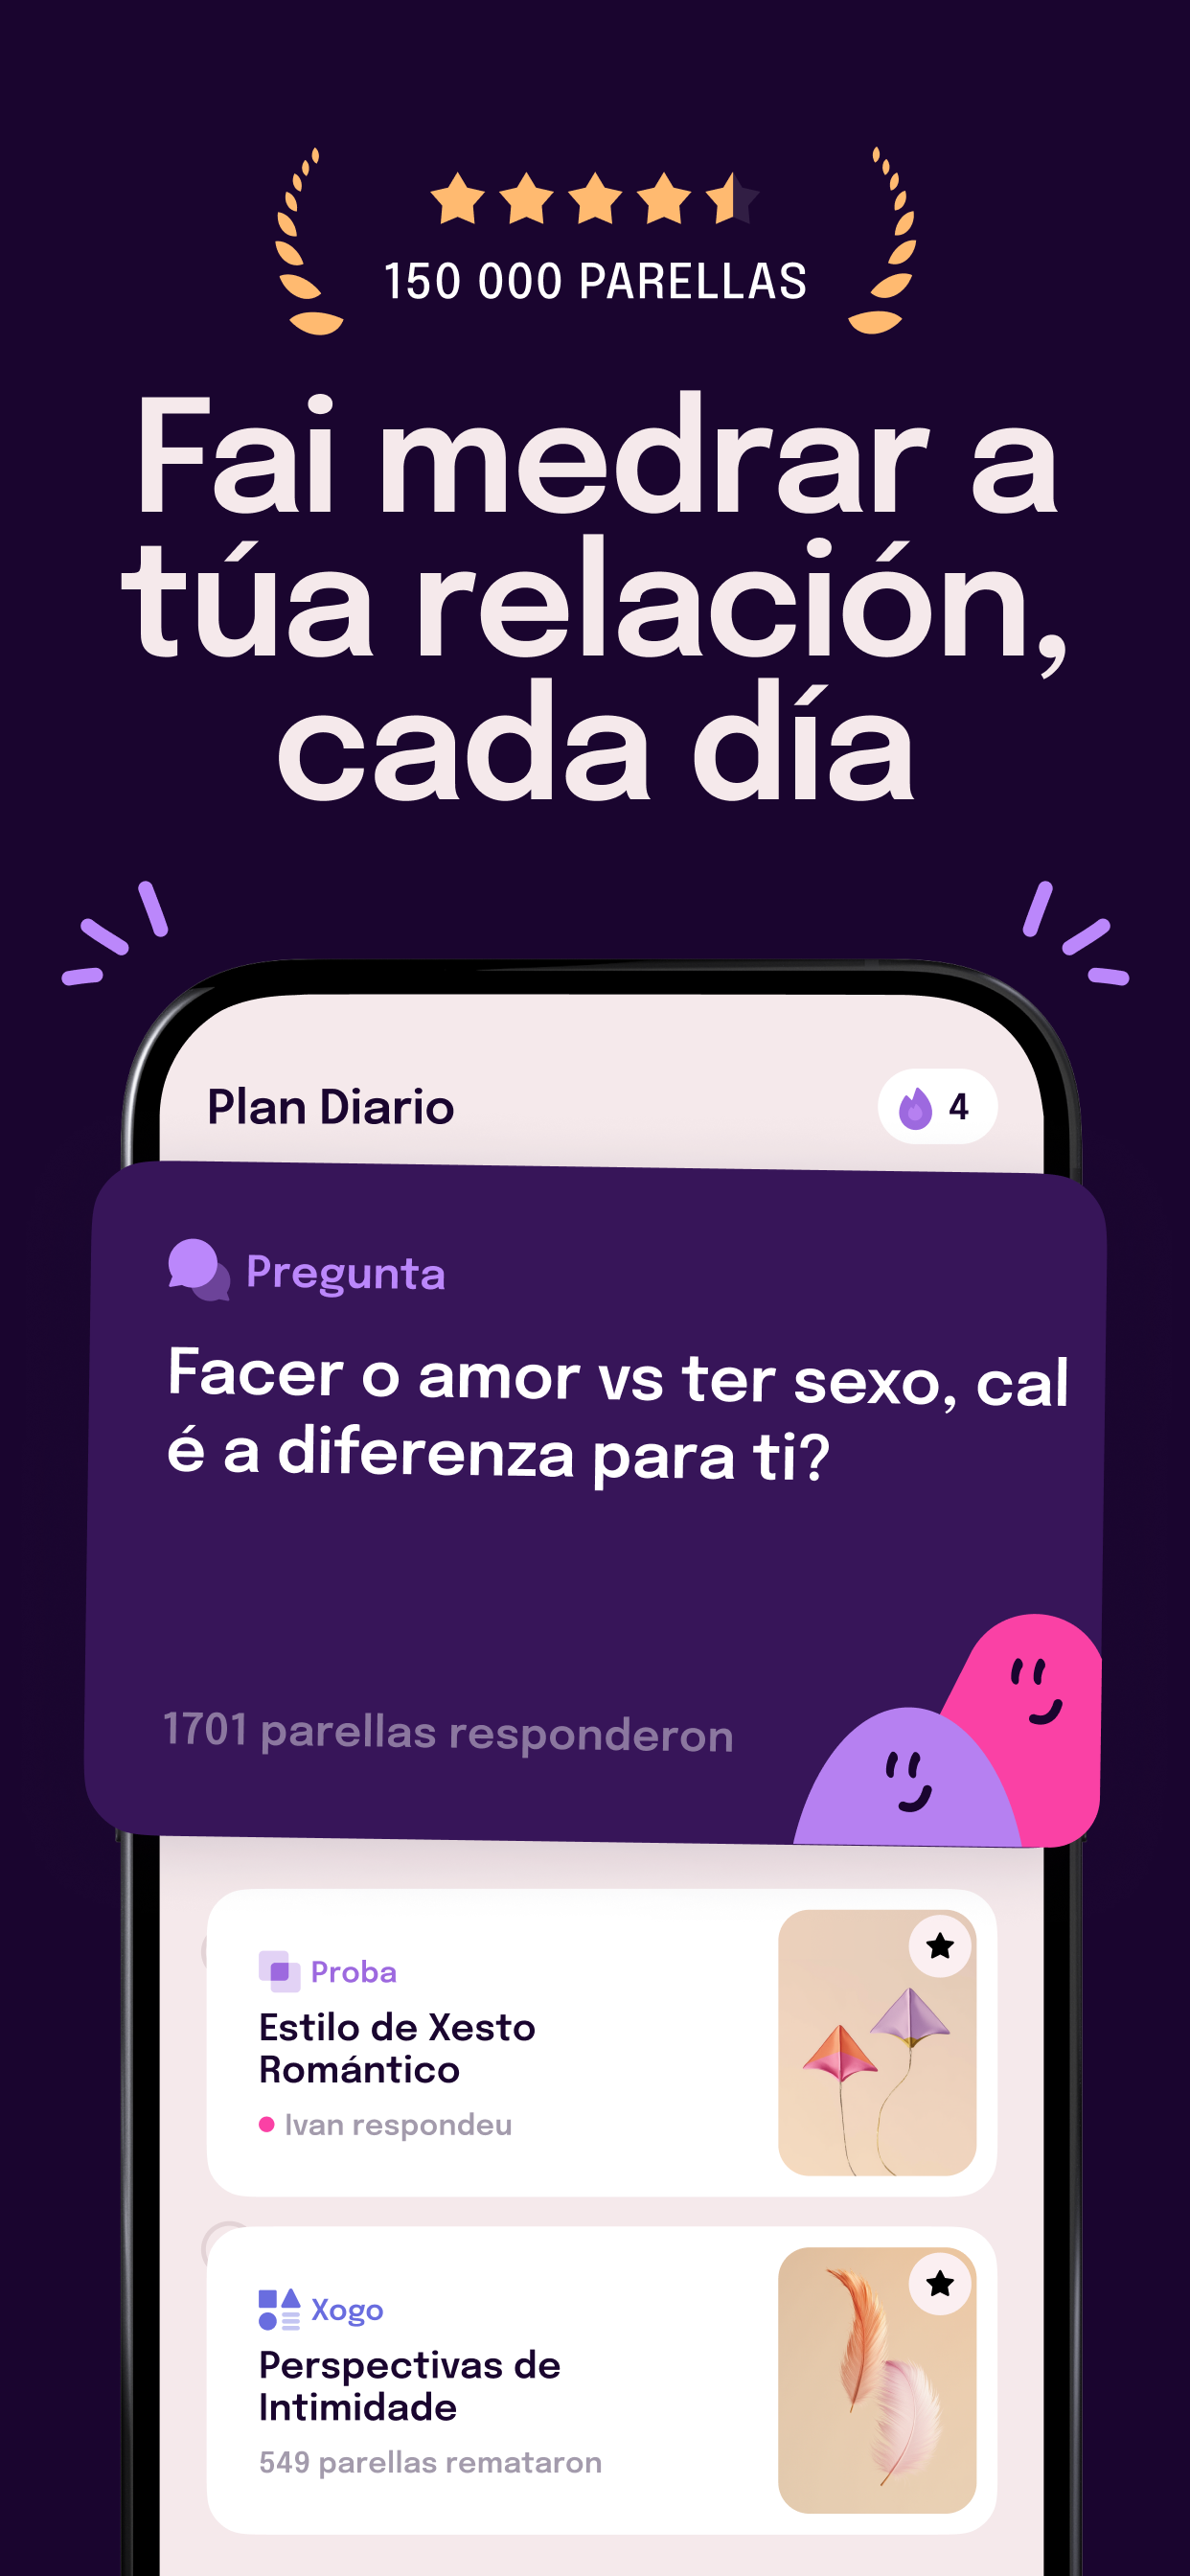 150 000 PARELLAS
Fai medrar a
túa relación,
cada día
Plan Diario
4
Pregunta
Facer o amor vs ter sexo, cal
é a diferenza para ti?
1701 parellas responderon
Proba
Estilo de Xesto
Romántico
Ivan respondeu
Xogo
Perspectivas de
Intimidade
549 parellas remataron